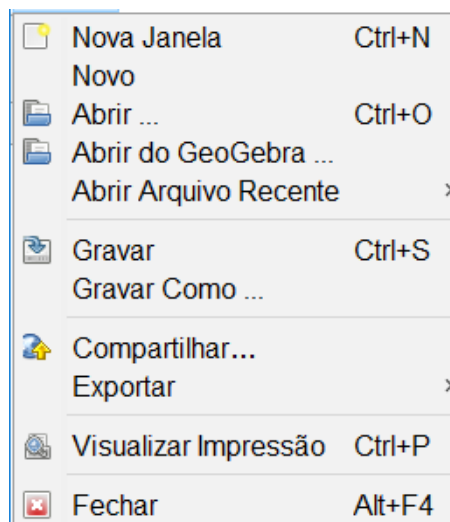 Nova Janela Ctrl+N
Novo
Abrir ... Ctrl+O
Abrir do GeoGebra ...
Abrir Arquivo Recente
Gravar Ctrl+S
Gravar Como ...
Compartilhar...
Exportar
Visualizar Impressão Ctrl+P
Fechar Alt+F4